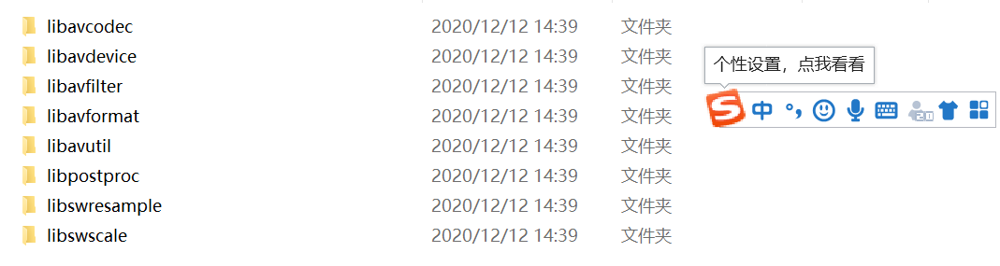 libavcodec 2020/12/12 14:39 文件夹
libavdevice 2020/12/12 14:39 文件夹
个性设置，点我看看
libavfilter 2020/12/12 14:39 文件夹
libavformat 2020/12/12 14:39 文件夹
S 中
libavutil 2020/12/12 14:39 文件夹
libpostproc 2020/12/12 14:39 文件夹
libswresample 2020/12/12 14:39 文件夹
libswscale 2020/12/12 14:39 文件夹